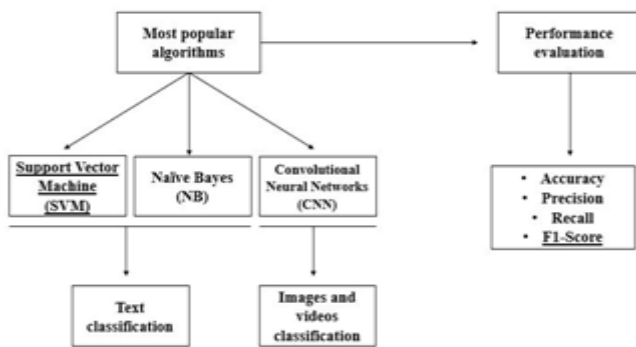 Most popular
algorithms
Performance
evaluation
Support Vector
Machine
(SVM)
Naïve Bayes
(NB)
Convolutional
Neural Networks
(CNN)
• Accuracy
• Precision
• Recall
• F1-Score
Text
classification
Images and
videos
classification